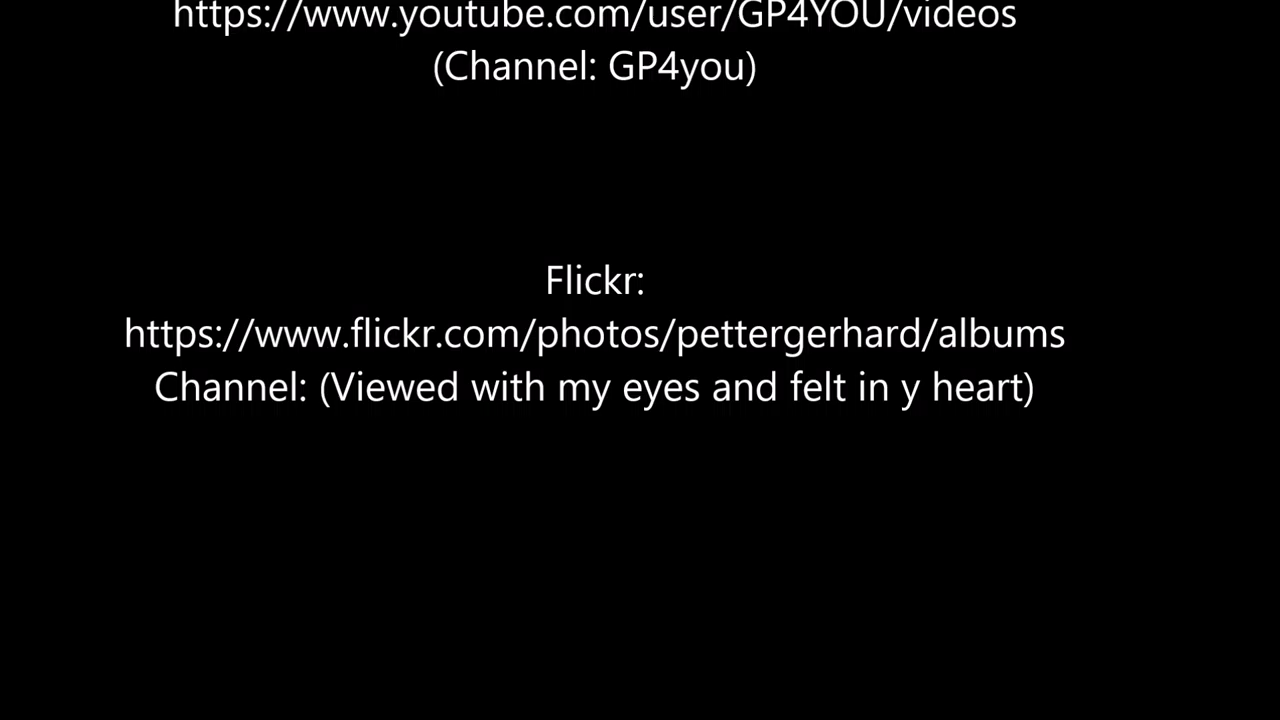 https://www.youtube.com/user/GP4YOU/videos
(Channel: GP4you)
Flickr:
https://www.flickr.com/photos/pettergerhard/albums
Channel: (Viewed with my eyes and felt in y heart)